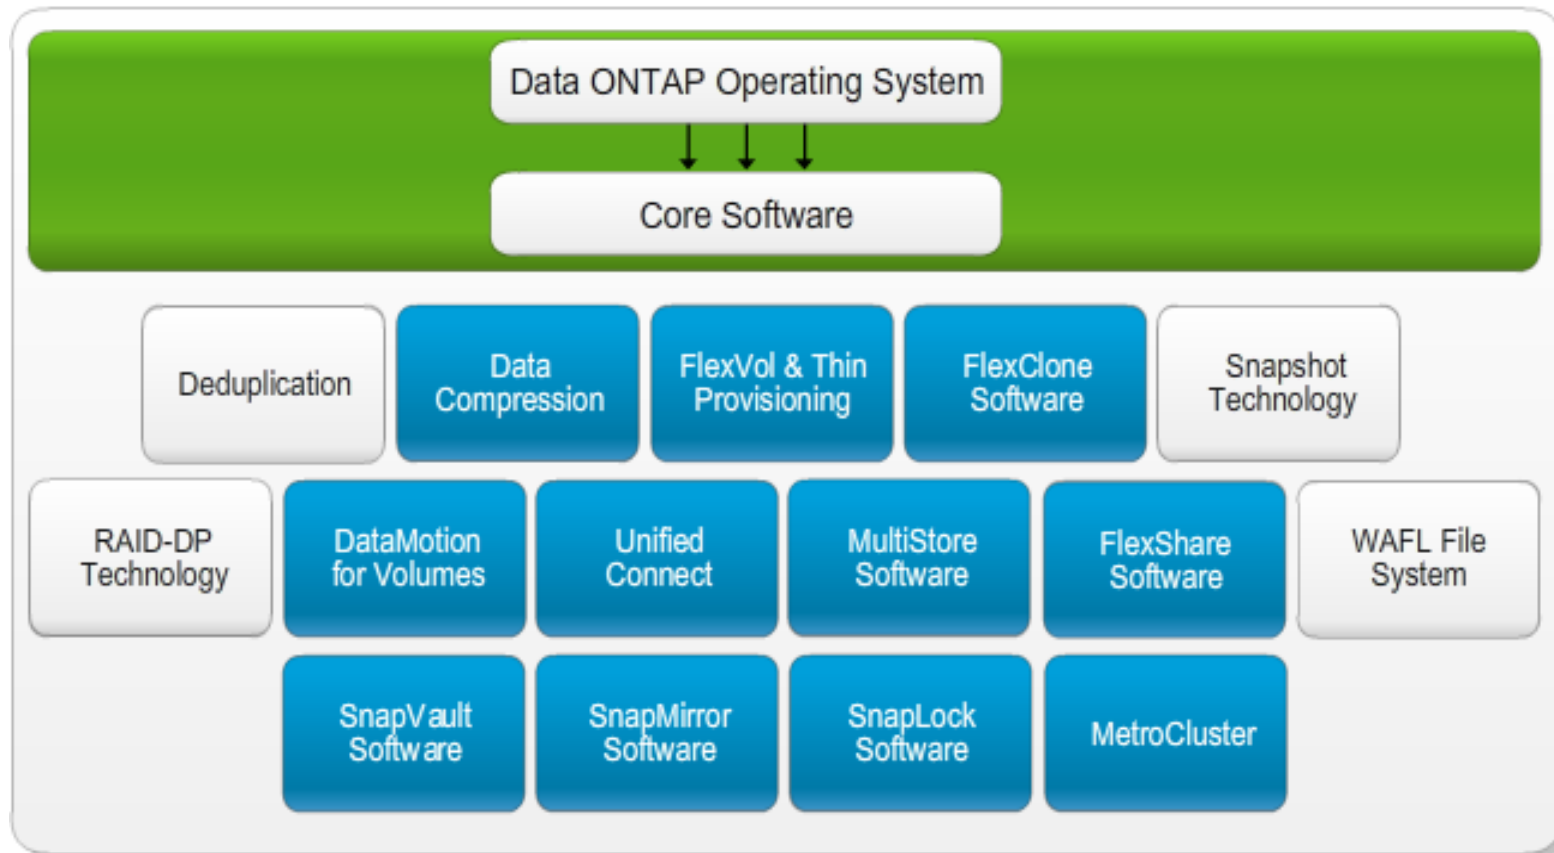 Data ONTAP Operating System
Core Software
Deduplication
Data
Compression
FlexVol & Thin
Provisioning
FlexClone
Software
Snapshot
Technology
RAID-DP
Technology
DataMotion
for Volumes
Unified
Connect
MultiStore
Software
FlexShare
Software
WAFL File
System
SnapVault
Software
SnapMirror
Software
SnapLock
Software
MetroCluster